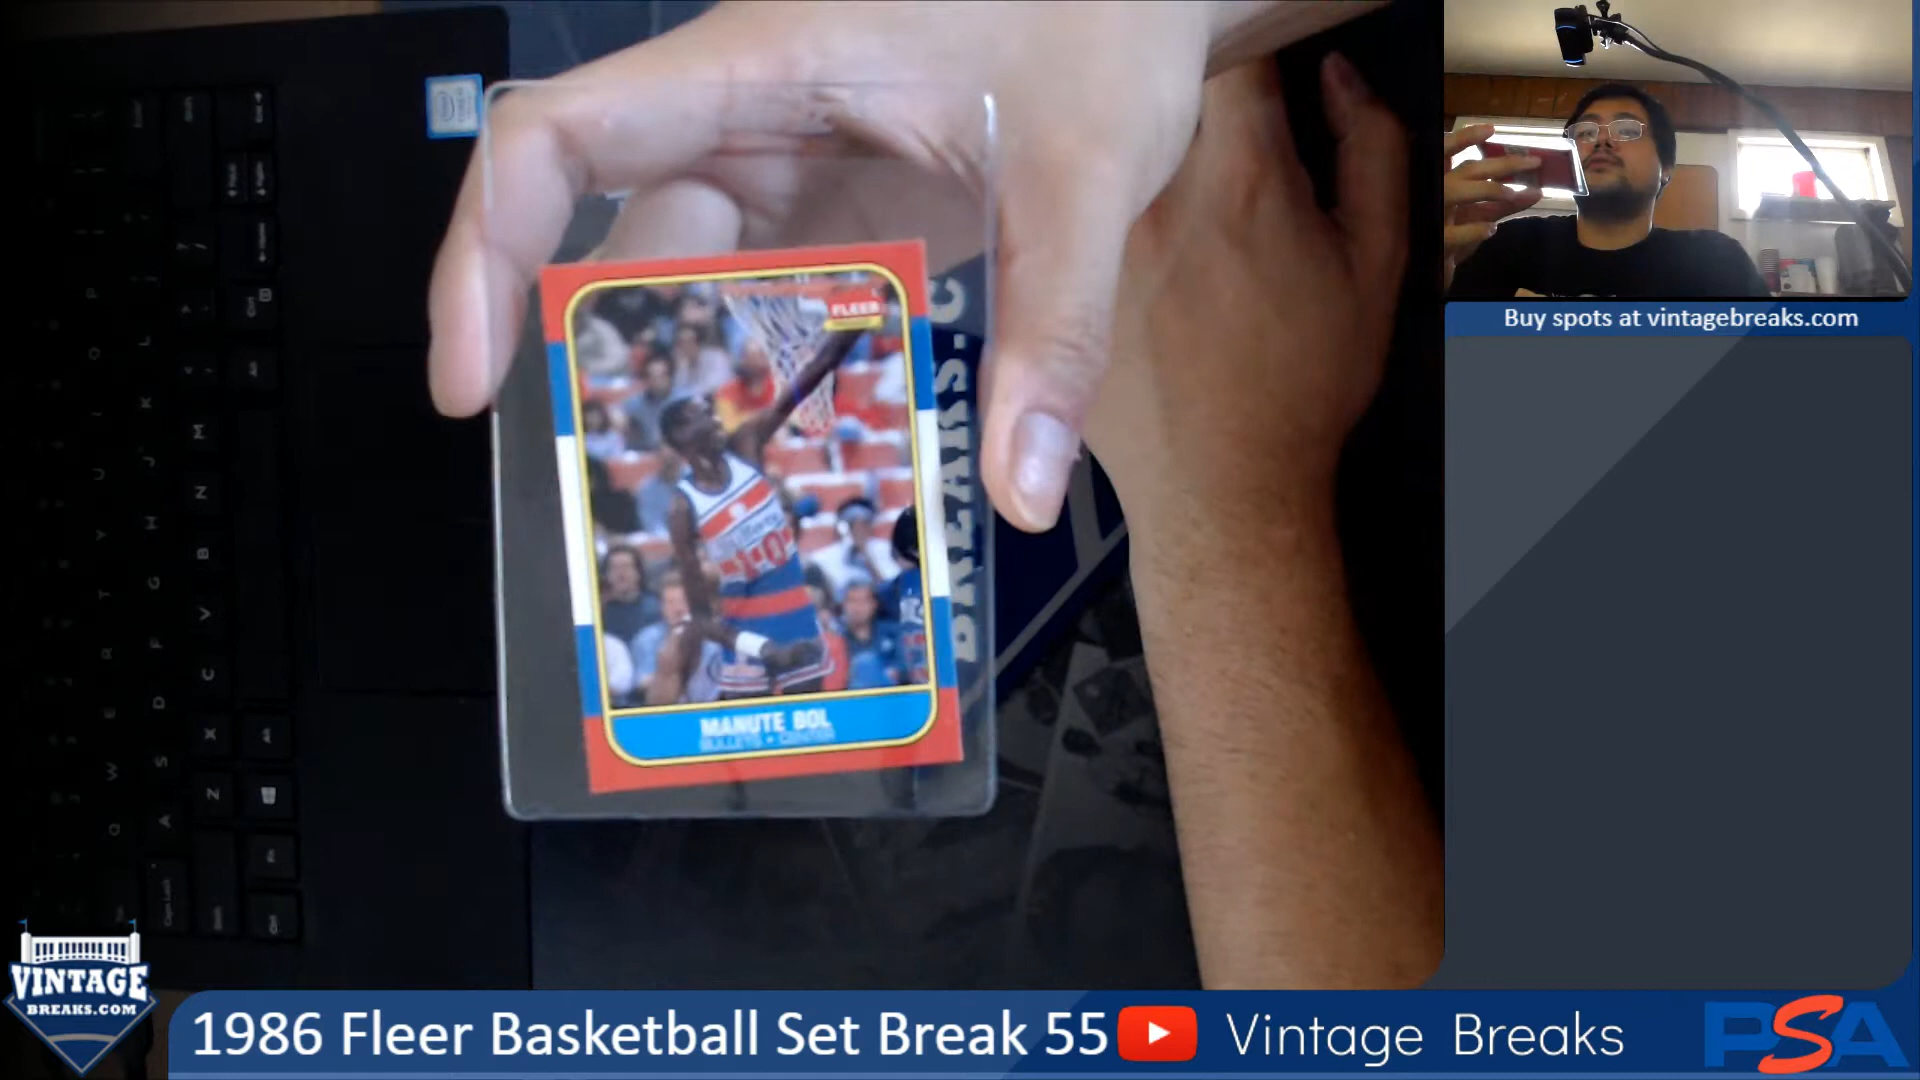 FLEER
MANUTE BOL
BULLETS • CENTER
BREAKS.C
10
Buy spots at vintagebreaks.com
VINTAGE
BREAKS.COM
1986 Fleer Basketball Set Break 55
Vintage Breaks
PSA